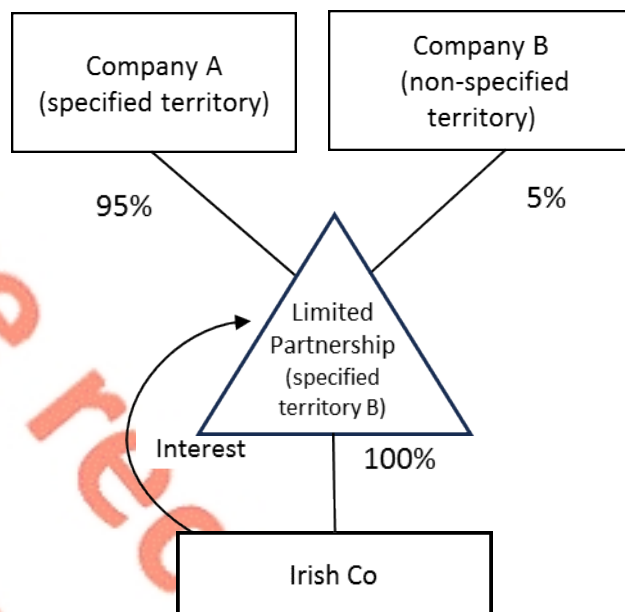 Company A
(specified territory)
Company B
(non-specified
territory)
95%
5%
Limited
Partnership
(specified
territory B)
Interest
100%
Irish Co